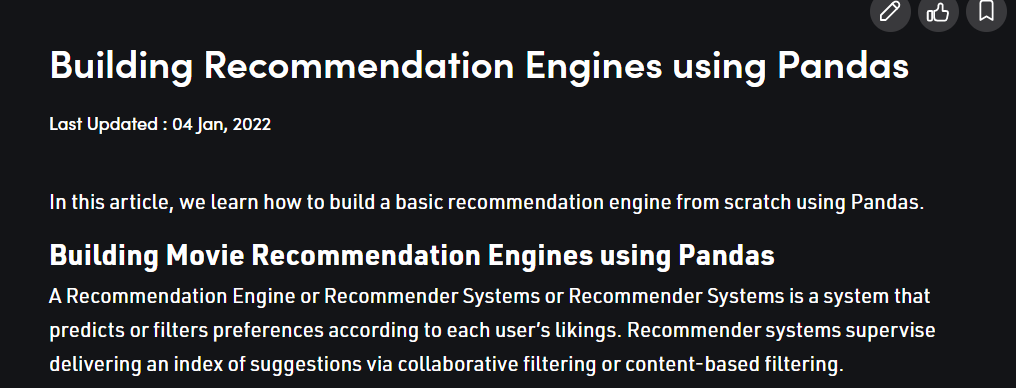 Building Recommendation Engines using Pandas
Last Updated : 04 Jan, 2022
In this article, we learn how to build a basic recommendation engine from scratch using Pandas.
Building Movie Recommendation Engines using Pandas
A Recommendation Engine or Recommender Systems or Recommender Systems is a system that
predicts or filters preferences according to each user’s likings. Recommender systems supervise
delivering an index of suggestions via collaborative filtering or content-based filtering.